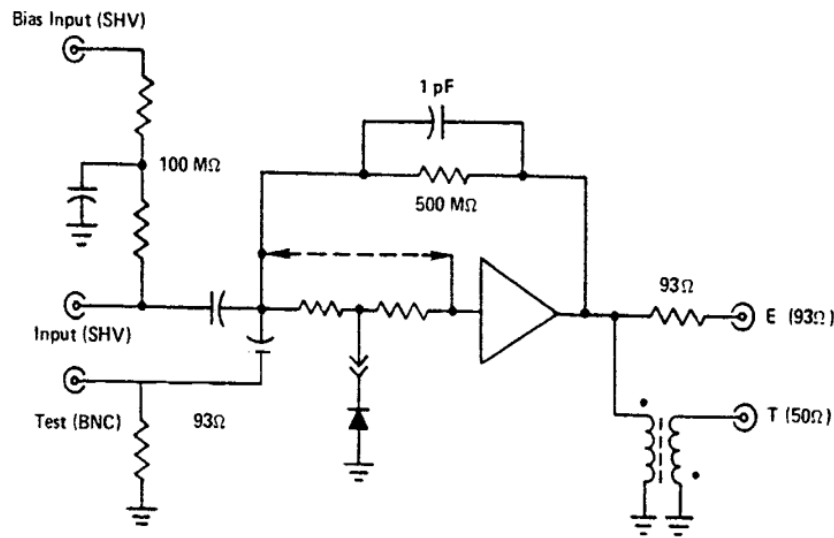 Bias Input (SHV)
1 pF
100 MΩ
500 MΩ
93Ω
E (93Ω)
Input (SHV)
Test (BNC)
93Ω
T (50Ω)